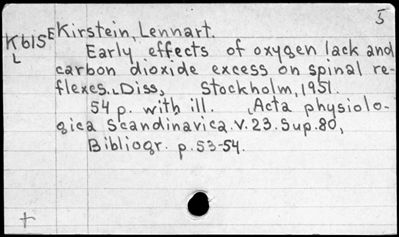 5
K61SE Kirstein, Lennart.
L Early effects of oxygen lack and
carbon dioxide excess on spinal re-
flexes. Diss, Stockholm, 1951.
54 p. with ill. Acta physiolo-
gica Scandinavica. V. 23. Sup. 80,
Bibliogr. p. 53-54.
+